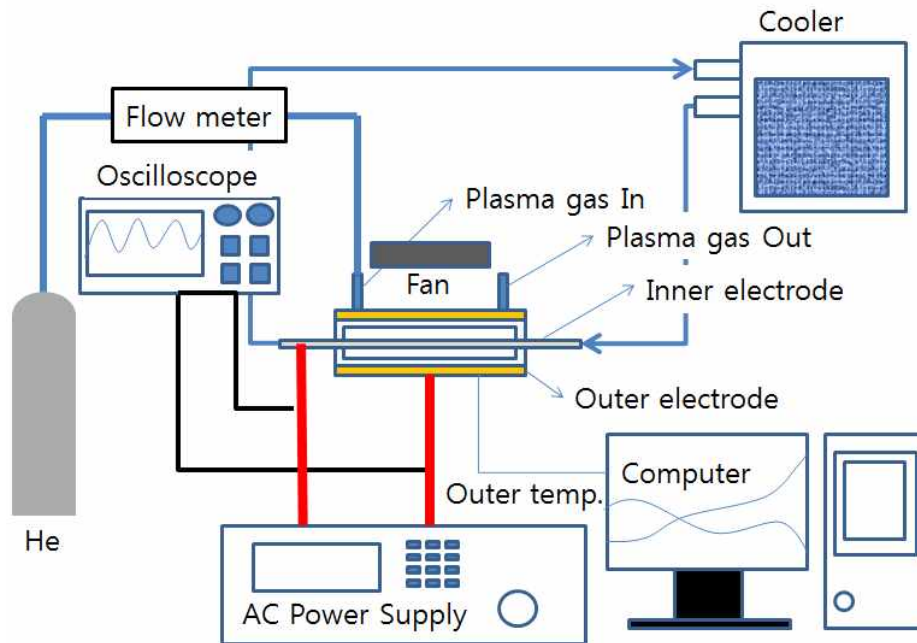 Cooler
Flow meter
Oscilloscope
Plasma gas In
Plasma gas Out
Fan
Inner electrode
Outer electrode
Computer
Outer temp.
He
AC Power Supply